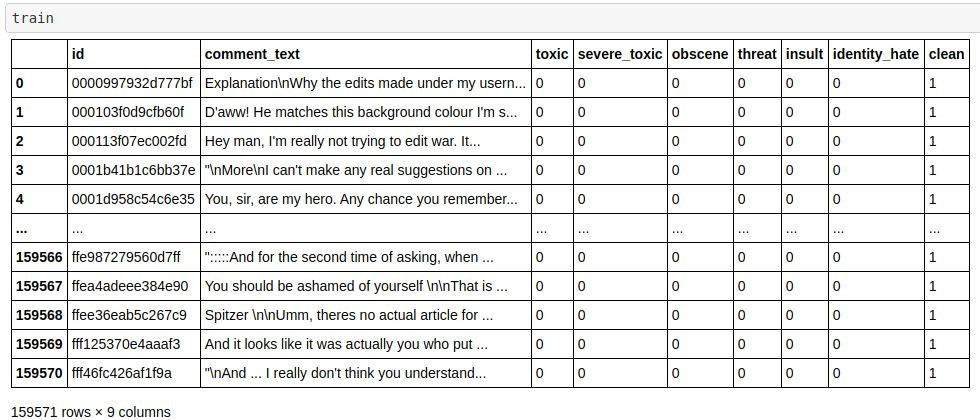 train
id comment_text toxic severe_toxic obscene threat insult identity_hate clean
0 0000997932d777bf Explanation\nWhy the edits made under my usern... 0 0 0 0 0 0 1
1 000103f0d9cfb60f D'aww! He matches this background colour I'm s... 0 0 0 0 0 0 1
2 000113f07ec002fd Hey man, I'm really not trying to edit war. It... 0 0 0 0 0 0 1
3 0001b41b1c6bb37e "\nMore\nI can't make any real suggestions on ... 0 0 0 0 0 0 1
4 0001d958c54c6e35 You, sir, are my hero. Any chance you remember... 0 0 0 0 0 0 1
... ... ... ... ... ... ... ... ... ...
159566 ffe987279560d7ff ":::::And for the second time of asking, when ... 0 0 0 0 0 0 1
159567 ffea4adeee384e90 You should be ashamed of yourself \n\nThat is ... 0 0 0 0 0 0 1
159568 ffee36eab5c267c9 Spitzer \n\nUmm, theres no actual article for ... 0 0 0 0 0 0 1
159569 fff125370e4aaaf3 And it looks like it was actually you who put ... 0 0 0 0 0 0 1
159570 fff46fc426af1f9a "\nAnd ... I really don't think you understand... 0 0 0 0 0 0 1
159571 rows × 9 columns